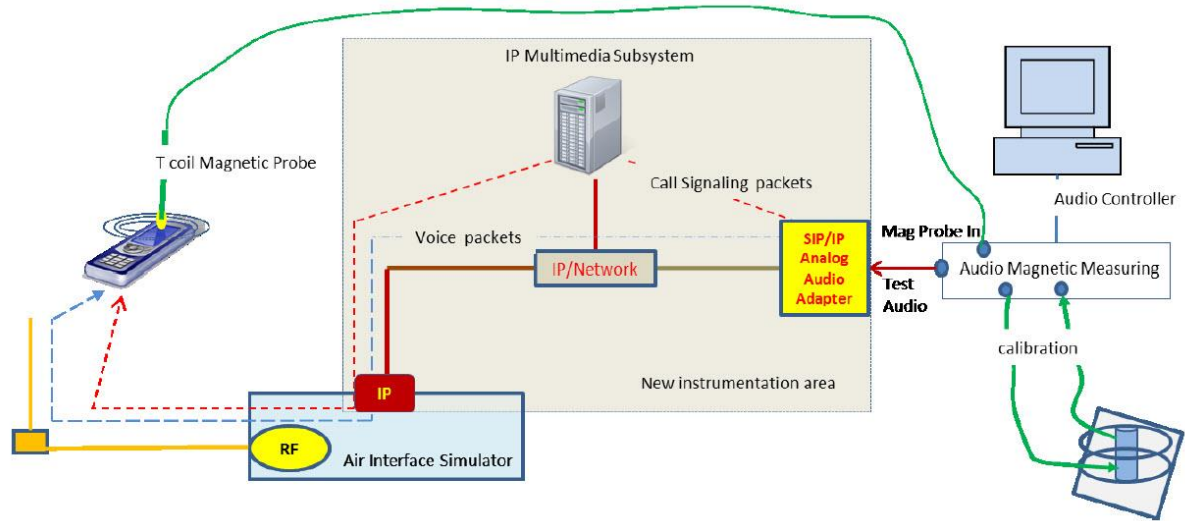 IP Multimedia Subsystem
T coil Magnetic Probe
Call Signaling packets
Audio Controller
Voice packets
Mag Probe In
SIP/IP
Analog
Audio
Adapter
IP/Network
Audio Magnetic Measuring
Test
Audio
calibration
New instrumentation area
IP
RF
Air Interface Simulator